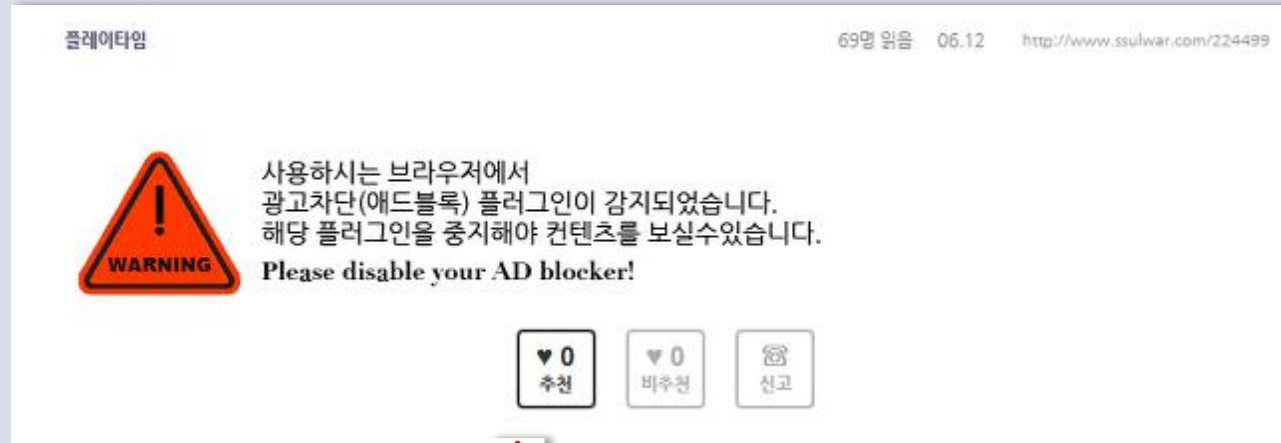 플레이타임
69명 읽음 06.12 http://www.ssulwar.com/224499
사용하시는 브라우저에서
광고차단(애드블록) 플러그인이 감지되었습니다.
해당 플러그인을 중지해야 컨텐츠를 보실수있습니다.
WARNING
Please disable your AD blocker!
♥ 0 ♥ 0 ☎
추천 비추천 신고